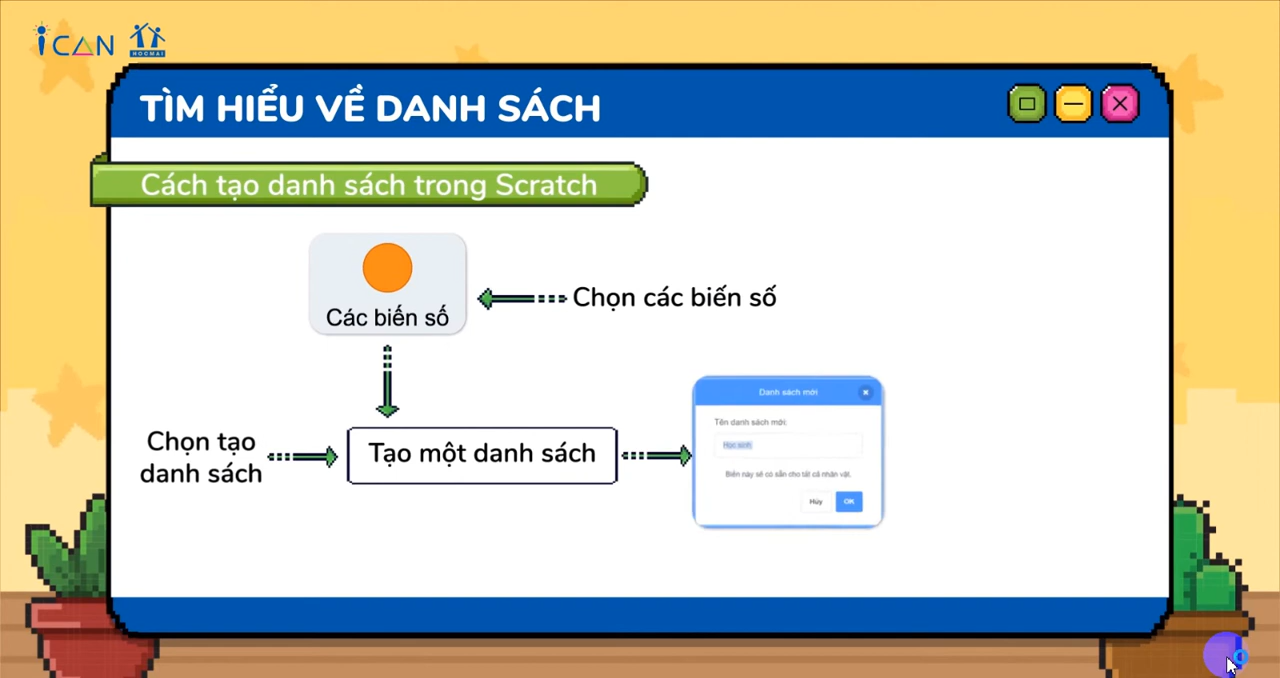 iCAN
HOCMAI
TÌM HIỂU VỀ DANH SÁCH
Cách tạo danh sách trong Scratch
Các biến số
Chọn các biến số
Chọn tạo
danh sách
Tạo một danh sách
Danh sách mới
Tên danh sách mới:
Học sinh
Biến này sẽ có sẵn cho tất cả nhân vật.
Hủy
OK